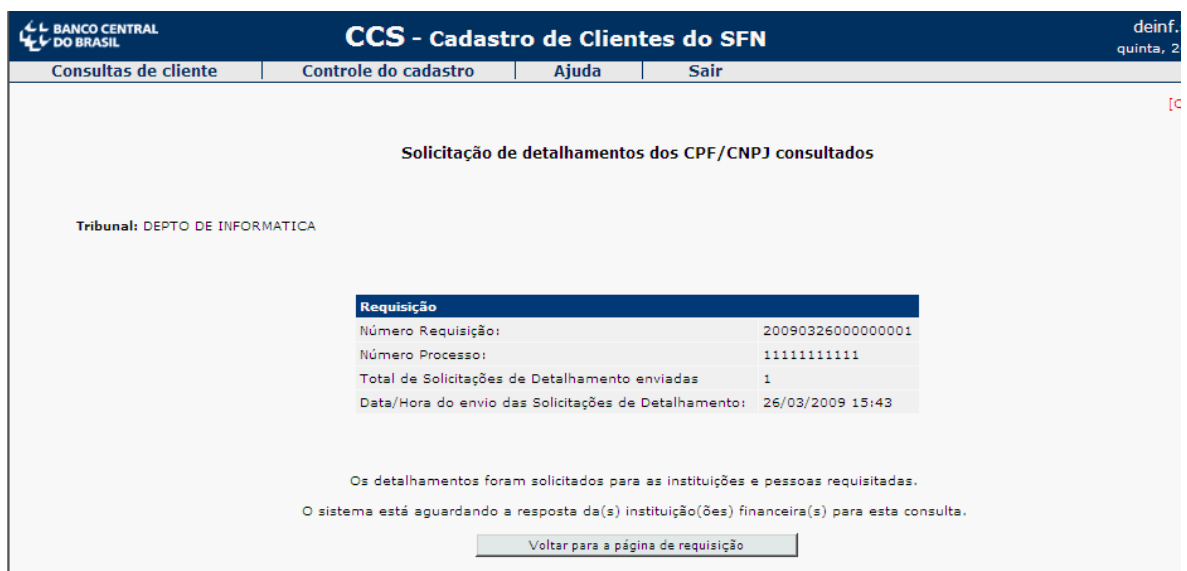 BANCO CENTRAL
DO BRASIL
CCS - Cadastro de Clientes do SFN
deinf.
quinta, 2
Consultas de cliente
Controle do cadastro
Ajuda
Sair
Solicitação de detalhamentos dos CPF/CNPJ consultados
Tribunal: DEPTO DE INFORMATICA
Requisição
Número Requisição: 20090326000000001
Número Processo: 11111111111
Total de Solicitações de Detalhamento enviadas 1
Data/Hora do envio das Solicitações de Detalhamento: 26/03/2009 15:43
Os detalhamentos foram solicitados para as instituições e pessoas requisitadas.
O sistema está aguardando a resposta da(s) instituição(ões) financeira(s) para esta consulta.
Voltar para a página de requisição